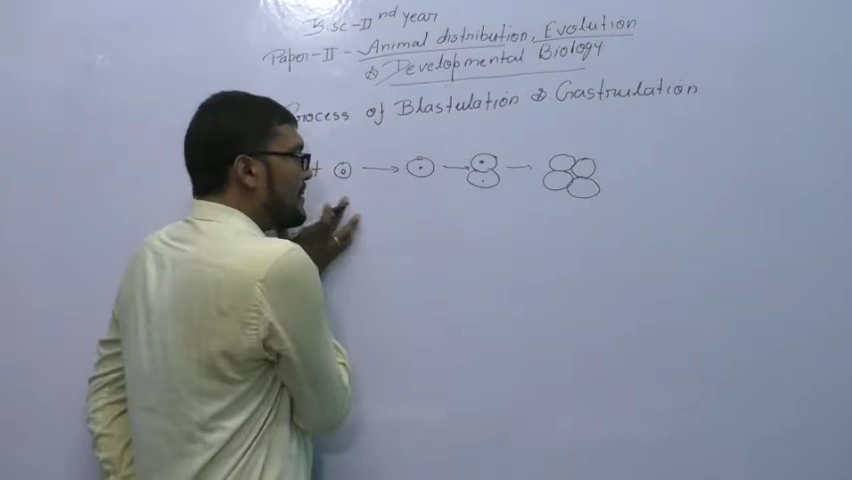 B.sc-II nd year
Paper-II - Animal distribution, Evolution
& Developmental Biology
Process of Blastulation & Gastrulation
+